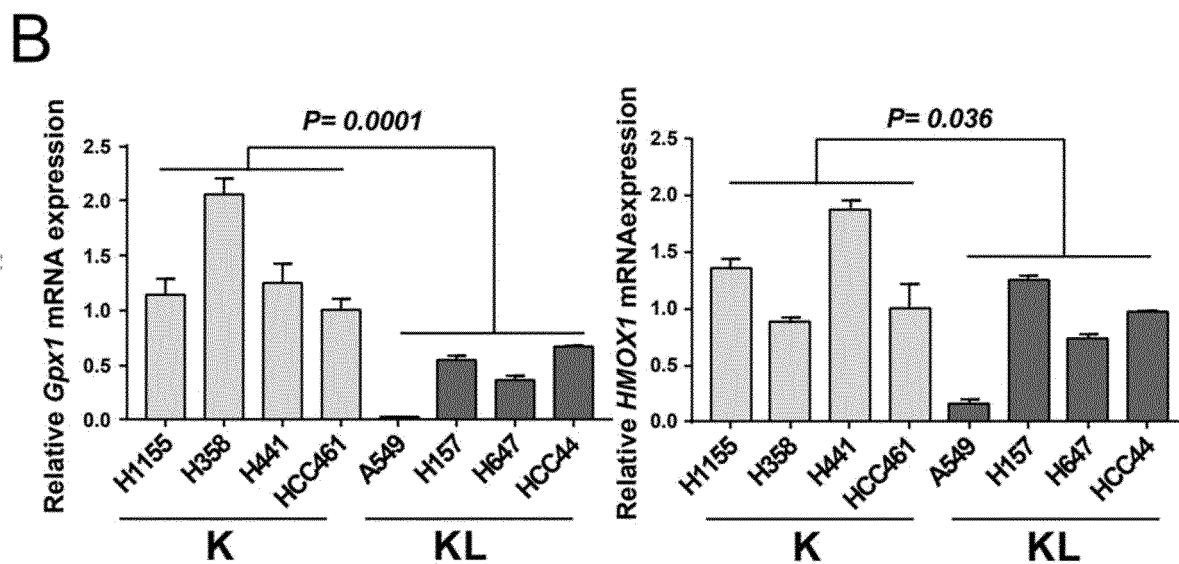 B
Relative Gpx1 mRNA expression
P= 0.0001
2.5
2.0
1.5
1.0
0.5
0.0
H1155
H358
H441
HCC461
A549
H157
H647
HCC44
K
KL
Relative HMOX1 mRNAexpression
P= 0.036
2.5
2.0
1.5
1.0
0.5
0.0
H1155
H358
H441
HCC461
A549
H157
H647
HCC44
K
KL